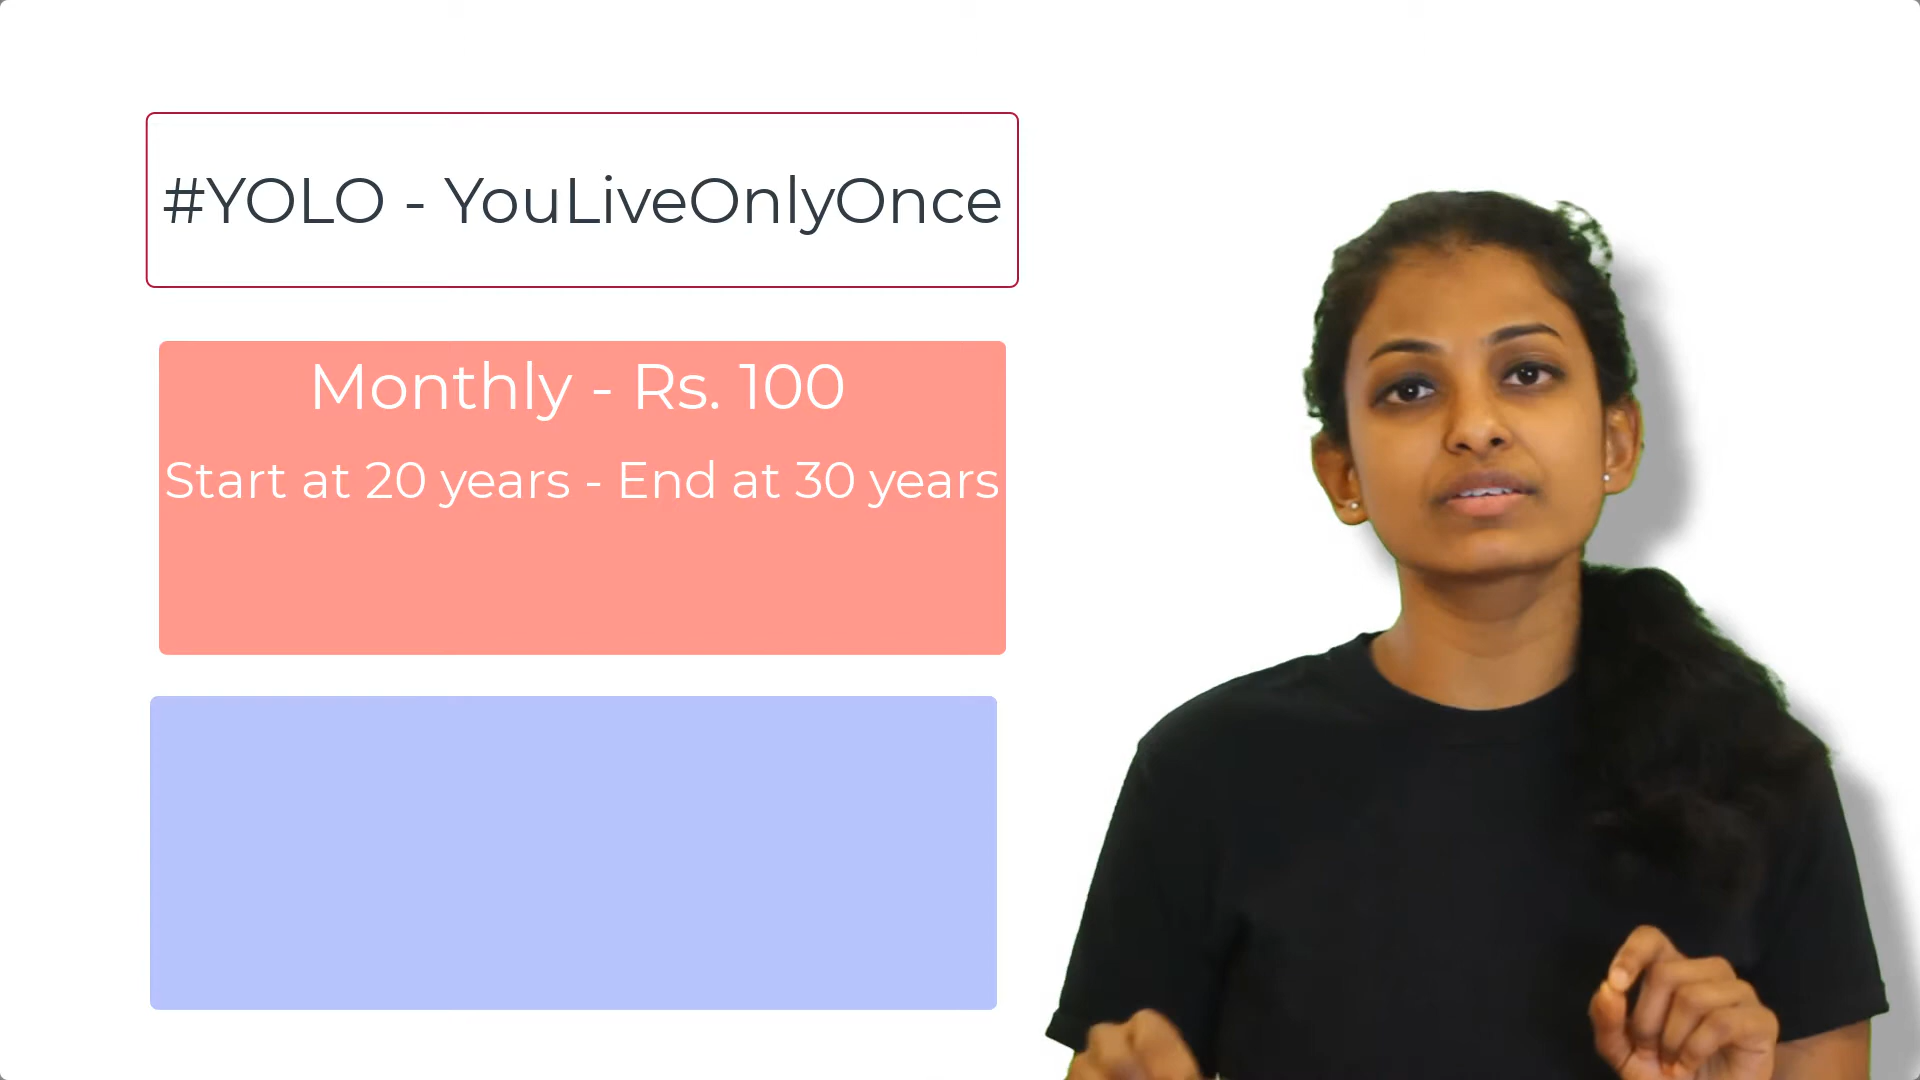 #YOLO - YouLiveOnlyOnce
Monthly - Rs. 100
Start at 20 years - End at 30 years